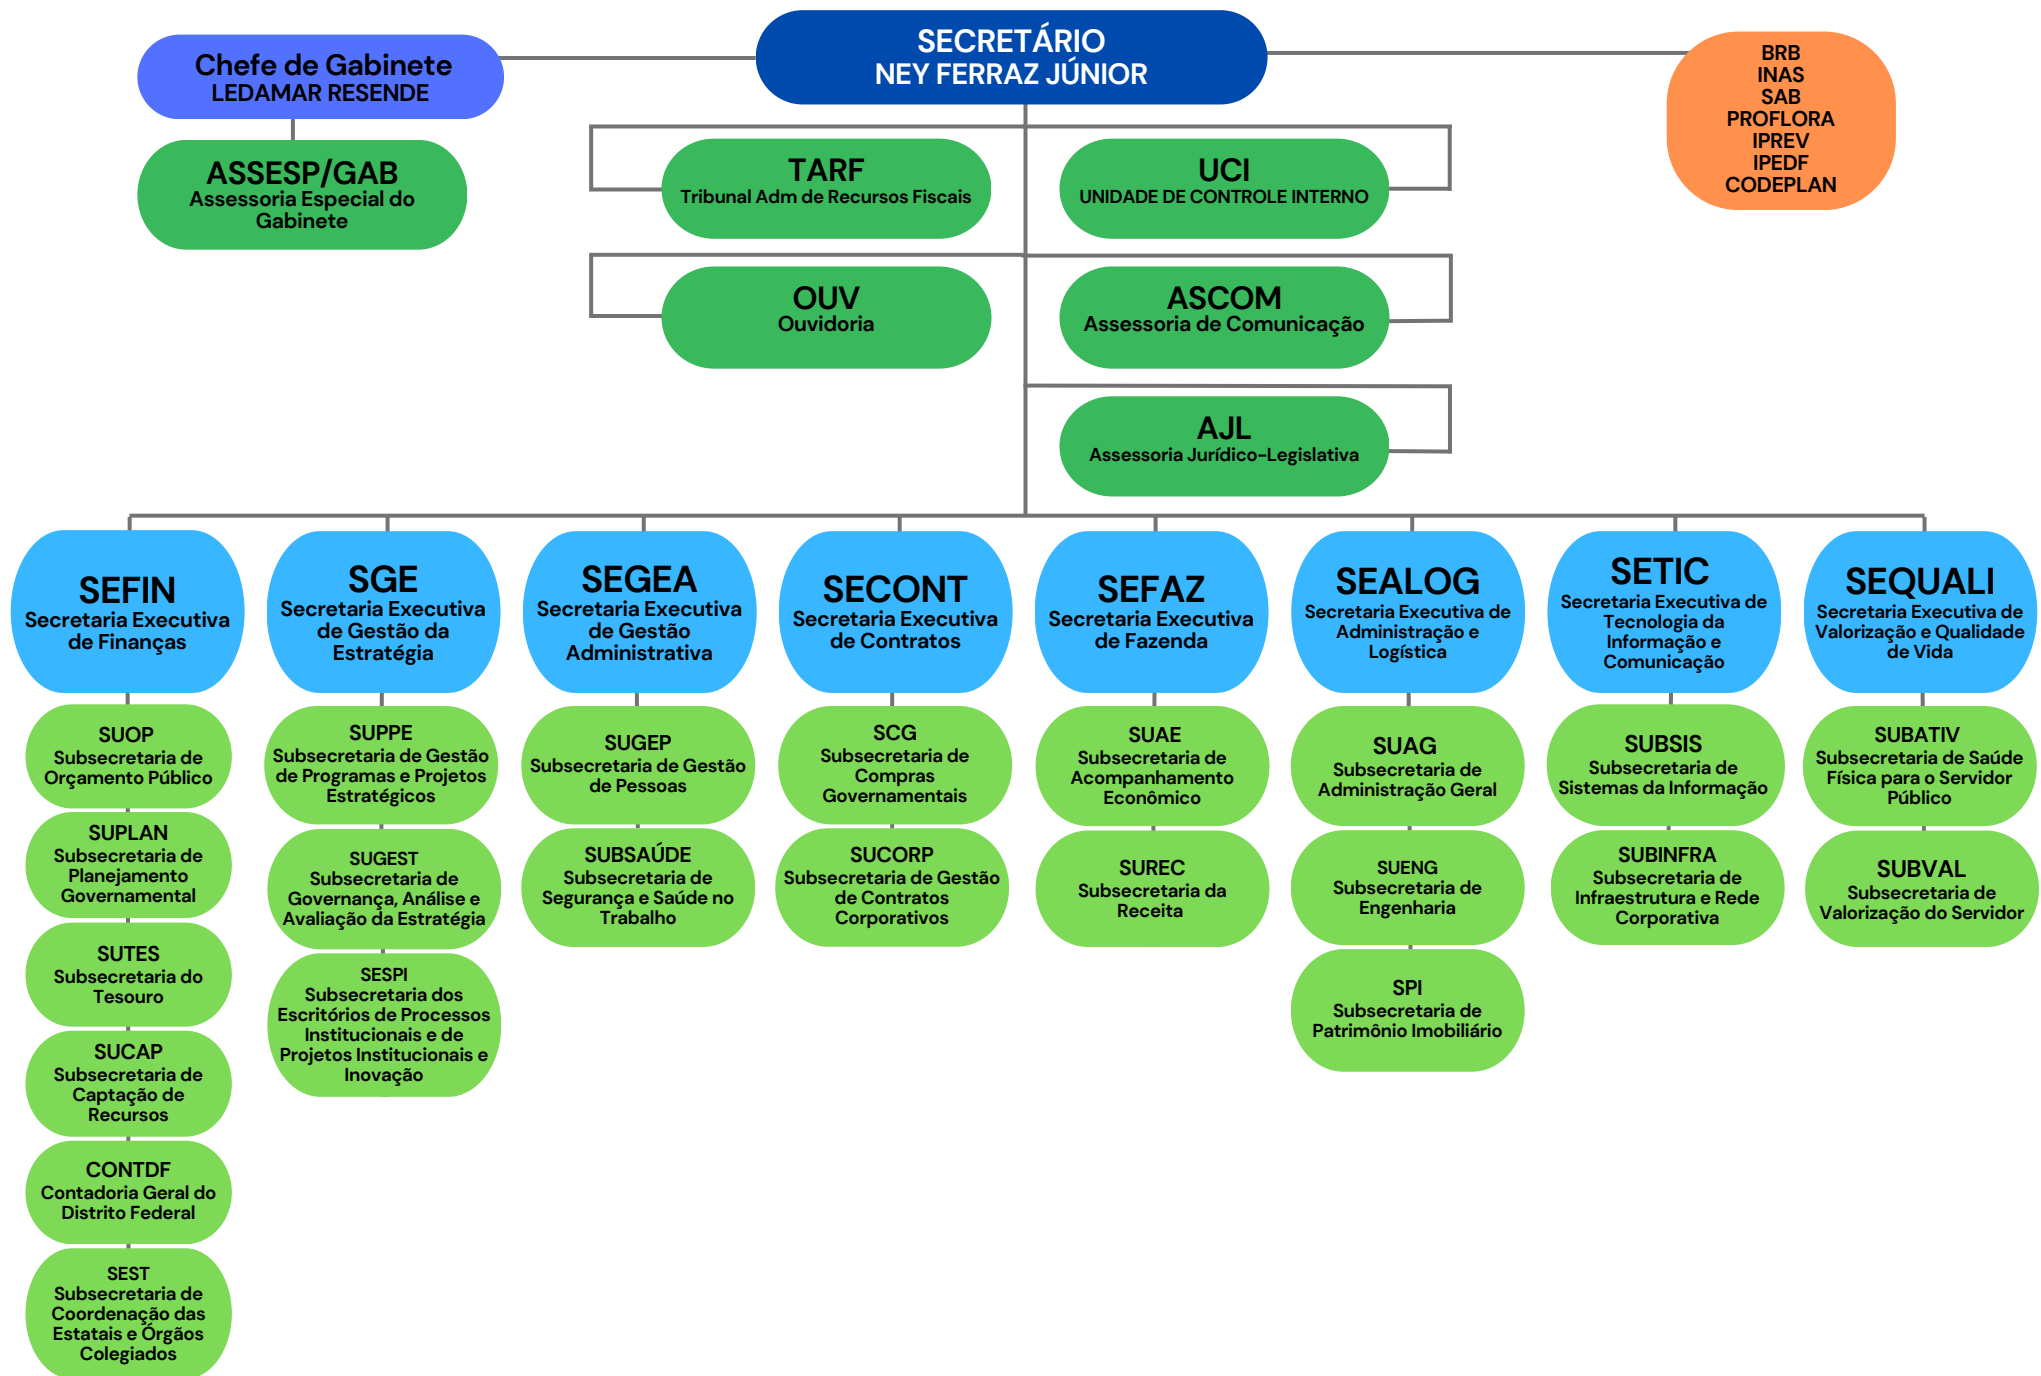 SECRETÁRIO
NEY FERRAZ JÚNIOR
Chefe de Gabinete
LEDAMAR RESENDE
BRB
INAS
SAB
PROFLORA
IPREV
IPEDF
CODEPLAN
ASSESP/GAB
Assessoria Especial do
Gabinete
TARF
Tribunal Adm de Recursos Fiscais
UCI
UNIDADE DE CONTROLE INTERNO
OUV
Ouvidoria
ASCOM
Assessoria de Comunicação
AJL
Assessoria Jurídico-Legislativa
SEFIN
Secretaria Executiva
de Finanças
SGE
Secretaria Executiva
de Gestão da
Estratégia
SEGEA
Secretaria Executiva
de Gestão
Administrativa
SECONT
Secretaria Executiva
de Contratos
SEFAZ
Secretaria Executiva
de Fazenda
SEALOG
Secretaria Executiva de
Administração e
Logística
SETIC
Secretaria Executiva de
Tecnologia da
Informação e
Comunicação
SEQUALI
Secretaria Executiva de
Valorização e Qualidade
de Vida
SUOP
Subsecretaria de
Orçamento Público
SUPLAN
Subsecretaria de
Planejamento
Governamental
SUTES
Subsecretaria do
Tesouro
SUCAP
Subsecretaria de
Captação de
Recursos
CONTDF
Contadoria Geral do
Distrito Federal
SEST
Subsecretaria de
Coordenação das
Estatais e Órgãos
Colegiados
SUPPE
Subsecretaria de Gestão
de Programas e Projetos
Estratégicos
SUGEST
Subsecretaria de
Governança, Análise e
Avaliação da Estratégia
SESPI
Subsecretaria dos
Escritórios de Processos
Institucionais e de
Projetos Institucionais e
Inovação
SUGEP
Subsecretaria de Gestão
de Pessoas
SUBSAÚDE
Subsecretaria de
Segurança e Saúde no
Trabalho
SCG
Subsecretaria de
Compras
Governamentais
SUCORP
Subsecretaria de Gestão
de Contratos
Corporativos
SUAE
Subsecretaria de
Acompanhamento
Econômico
SUREC
Subsecretaria da
Receita
SUAG
Subsecretaria de
Administração Geral
SUENG
Subsecretaria de
Engenharia
SPI
Subsecretaria de
Patrimônio Imobiliário
SUBSIS
Subsecretaria de
Sistemas da Informação
SUBINFRA
Subsecretaria de
Infraestrutura e Rede
Corporativa
SUBATIV
Subsecretaria de Saúde
Física para o Servidor
Público
SUBVAL
Subsecretaria de
Valorização do Servidor